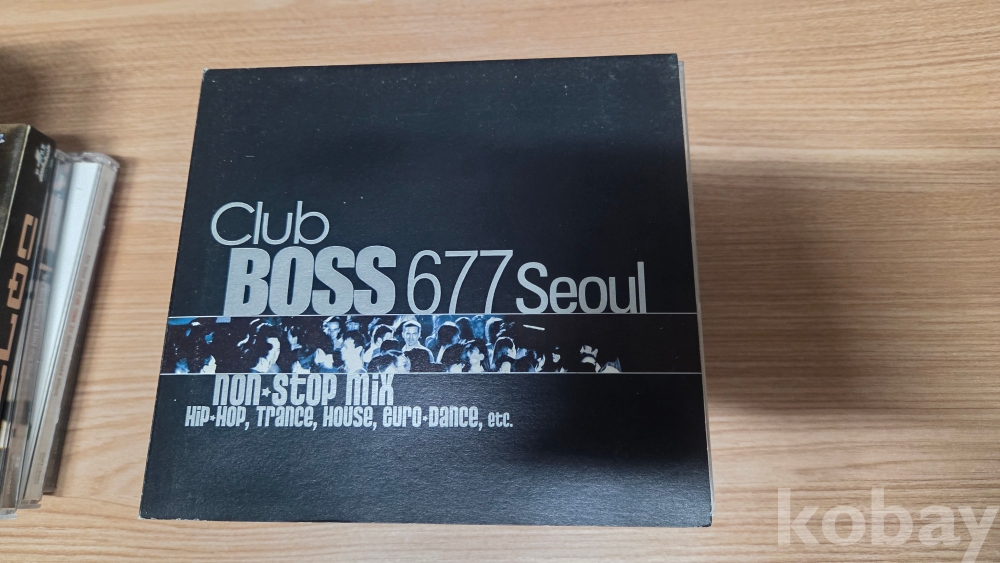 Club
BOSS 677 Seoul
non★stop mix
Hip★Hop, Trance, House, euro★Dance, etc.
kobay